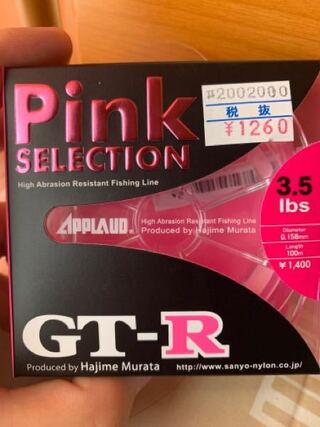 Pink
SELECTION
High Abrasion Resistant Fishing Line
#2002000
税 抜
¥1260
3.5
lbs
Diameter
0.158mm
Length
100m
¥1,400
APPLAUD®
High Abrasion Resistant Fishing Line
Produced by Hajime Murata
GT-R
Produced by Hajime Murata
http://www.sanyo-nylon.co.jp/